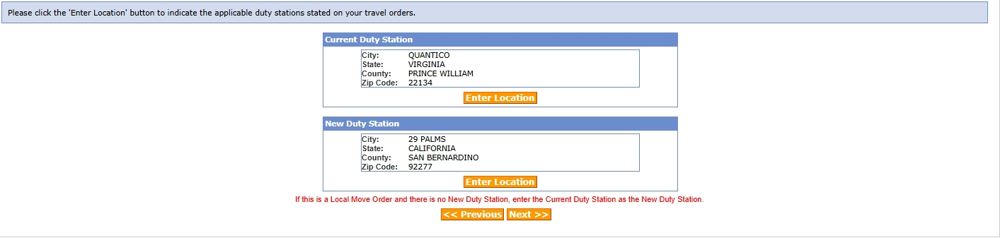 Please click the 'Enter Location' button to indicate the applicable duty stations stated on your travel orders.
Current Duty Station
City: QUANTICO
State: VIRGINIA
County: PRINCE WILLIAM
Zip Code: 22134
Enter Location
New Duty Station
City: 29 PALMS
State: CALIFORNIA
County: SAN BERNARDINO
Zip Code: 92277
Enter Location
If this is a Local Move Order and there is no New Duty Station, enter the Current Duty Station as the New Duty Station.
<< Previous Next >>